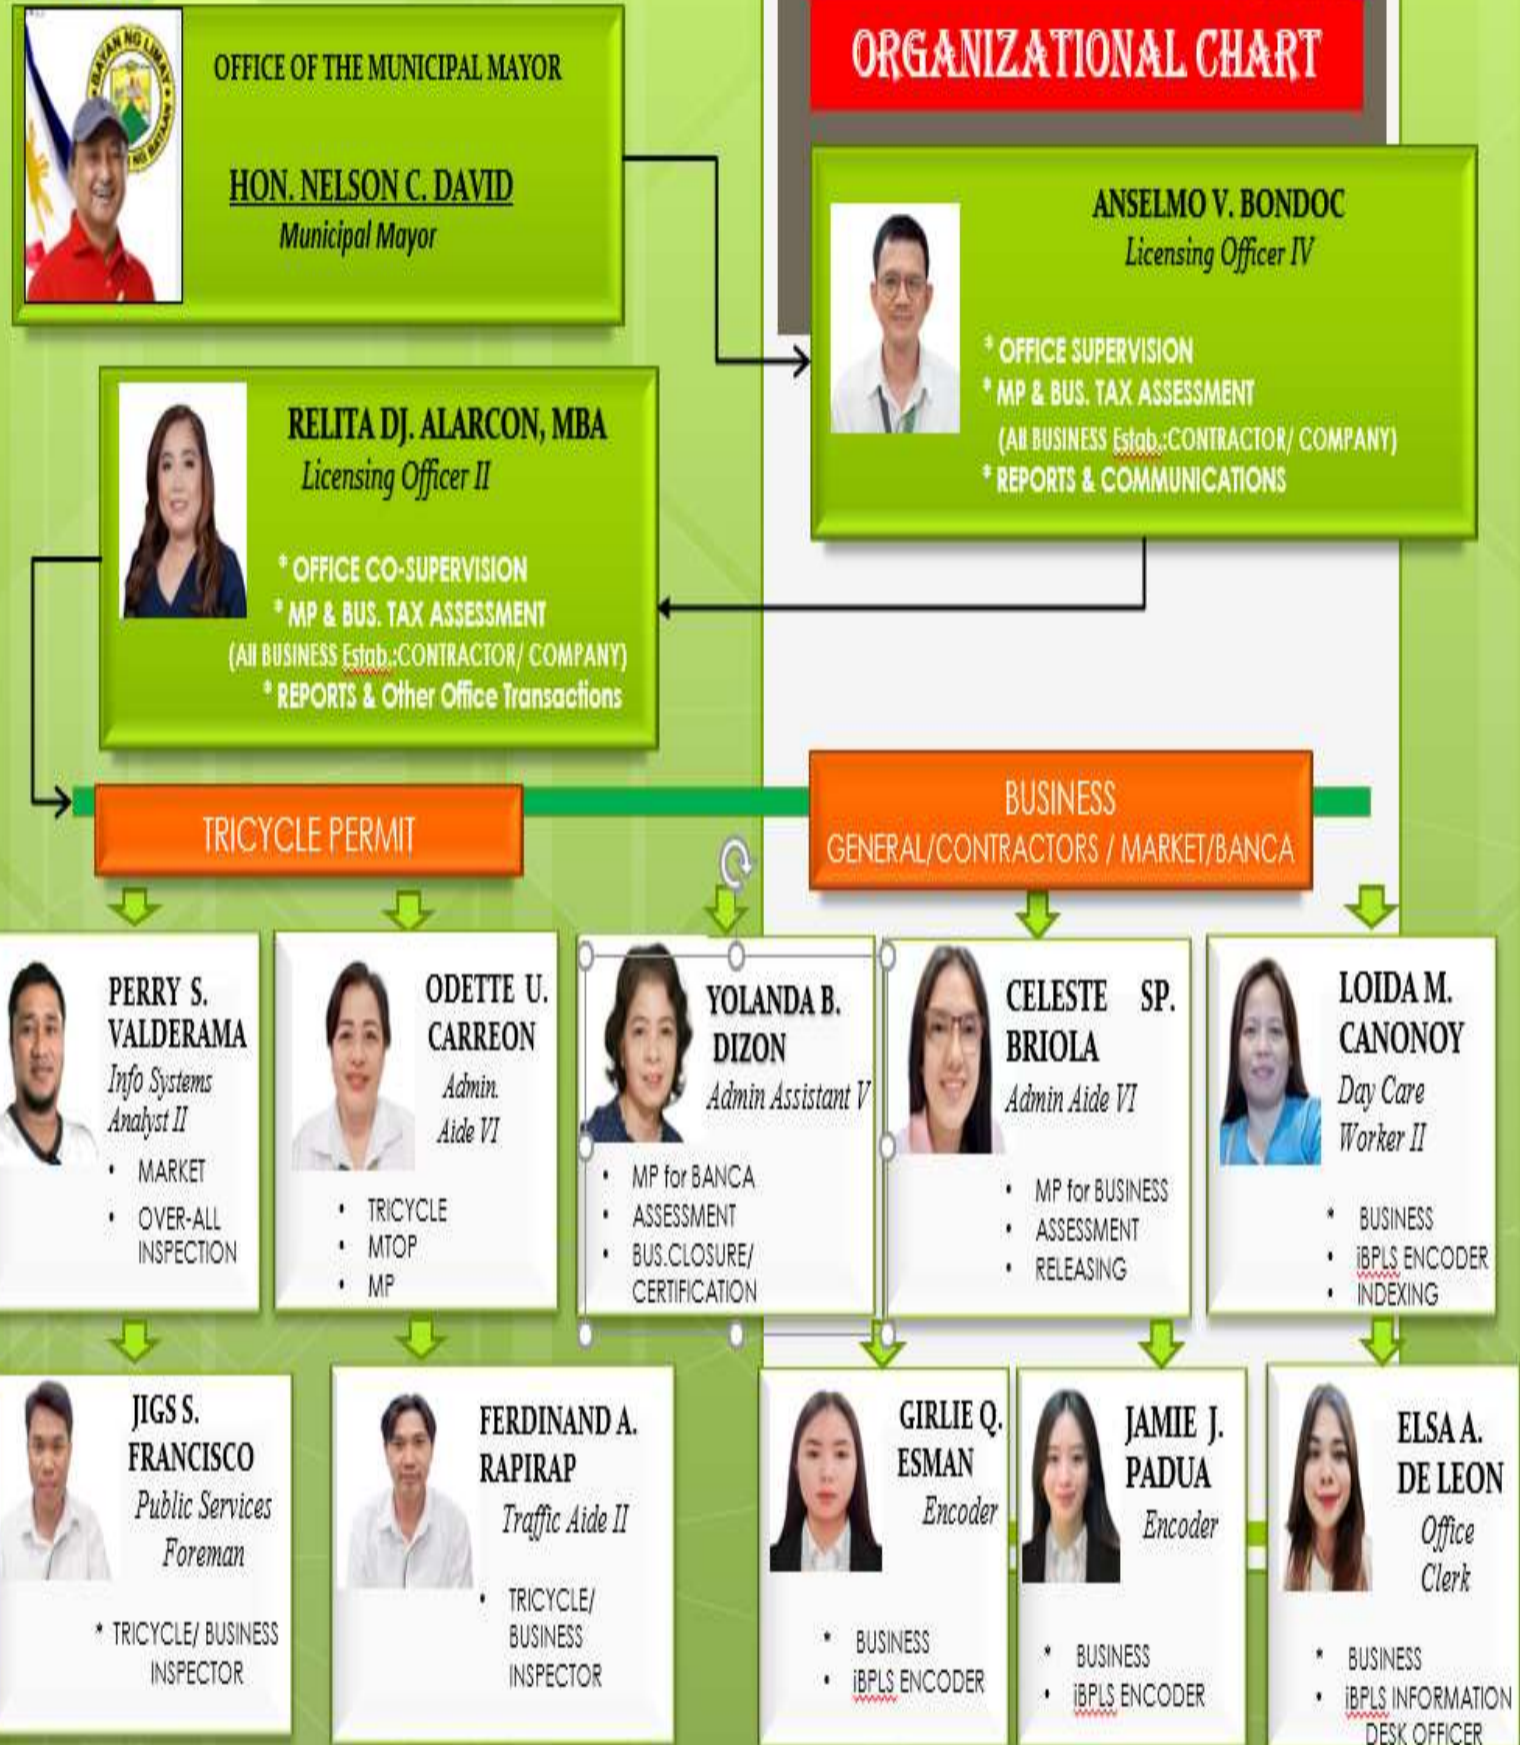 BAYAN NG LIMAY
OFFICE OF THE MUNICIPAL MAYOR
HON. NELSON C. DAVID
Municipal Mayor
ORGANIZATIONAL CHART
ANSELMO V. BONDOC
Licensing Officer IV
* OFFICE SUPERVISION
* MP & BUS. TAX ASSESSMENT
(All BUSINESS Estab.:CONTRACTOR/ COMPANY)
* REPORTS & COMMUNICATIONS
RELITA DJ. ALARCON, MBA
Licensing Officer II
* OFFICE CO-SUPERVISION
* MP & BUS. TAX ASSESSMENT
(All BUSINESS Estab.:CONTRACTOR/ COMPANY)
* REPORTS & Other Office Transactions
TRICYCLE PERMIT
BUSINESS
GENERAL/CONTRACTORS / MARKET/BANCA
PERRY S.
VALDERAMA
Info Systems
Analyst II
• MARKET
• OVER-ALL
INSPECTION
ODETTE U.
CARREON
Admin.
Aide VI
• TRICYCLE
• MTOP
• MP
YOLANDA B.
DIZON
Admin Assistant V
• MP for BANCA
• ASSESSMENT
• BUS.CLOSURE/
CERTIFICATION
CELESTE SP.
BRIOLA
Admin Aide VI
• MP for BUSINESS
• ASSESSMENT
• RELEASING
LOIDA M.
CANONOY
Day Care
Worker II
* BUSINESS
• iBPLS ENCODER
• INDEXING
JIGS S.
FRANCISCO
Public Services
Foreman
* TRICYCLE/ BUSINESS
INSPECTOR
FERDINAND A.
RAPIRAP
Traffic Aide II
• TRICYCLE/
BUSINESS
INSPECTOR
GIRLIE Q.
ESMAN
Encoder
* BUSINESS
• iBPLS ENCODER
JAMIE J.
PADUA
Encoder
* BUSINESS
• iBPLS ENCODER
ELSA A.
DE LEON
Office
Clerk
* BUSINESS
• iBPLS INFORMATION
DESK OFFICER